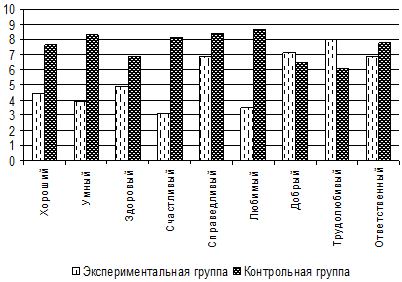 10
9
8
7
6
5
4
3
2
1
0
Хороший"
Умный"
Здоровый"
Счастливый"
Справедливый"
Любимый"
Добрый"
Трудолюбивый"
Ответственный"
Экспериментальная группа
Контрольная группа